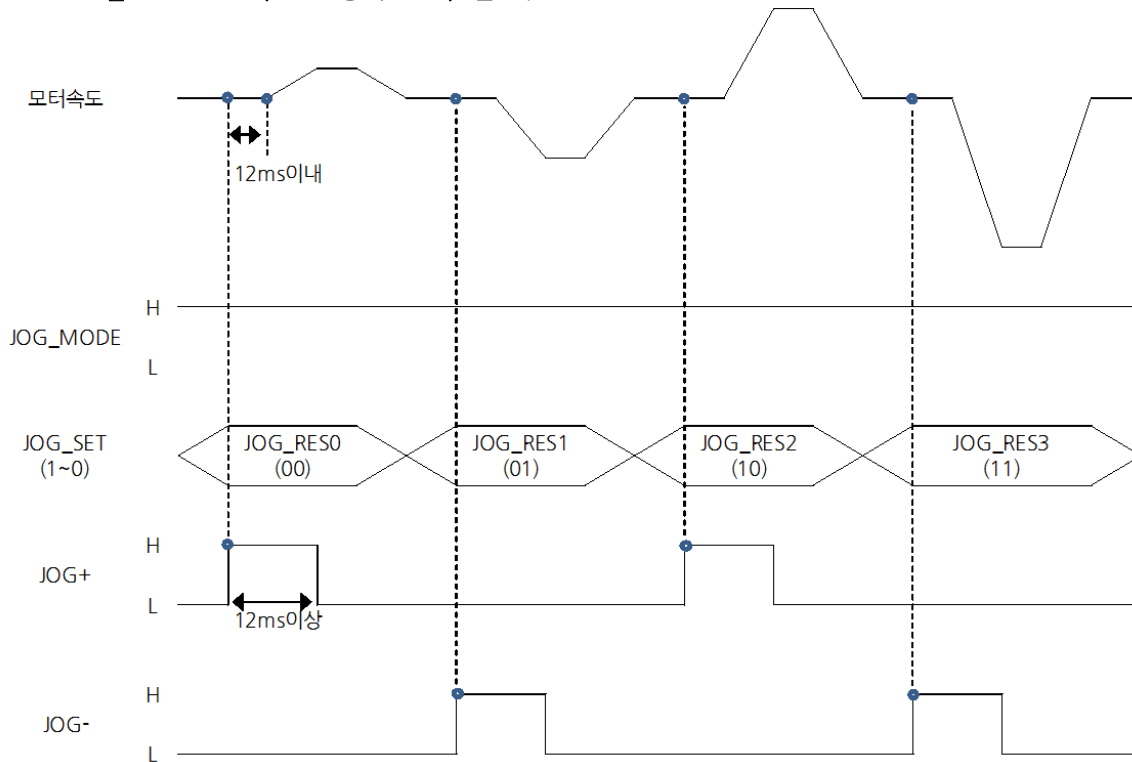 모터속도
12ms이내
H
JOG_MODE
L
JOG_SET
(1~0)
JOG_RES0
(00)
JOG_RES1
(01)
JOG_RES2
(10)
JOG_RES3
(11)
H
JOG+
L
12ms이상
H
JOG-
L